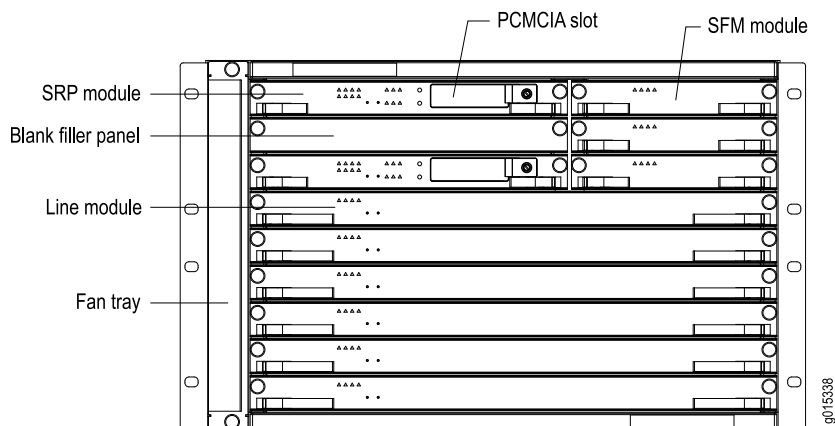 PCMCIA slot
SFM module
SRP module
Blank filler panel
Line module
Fan tray
g015338